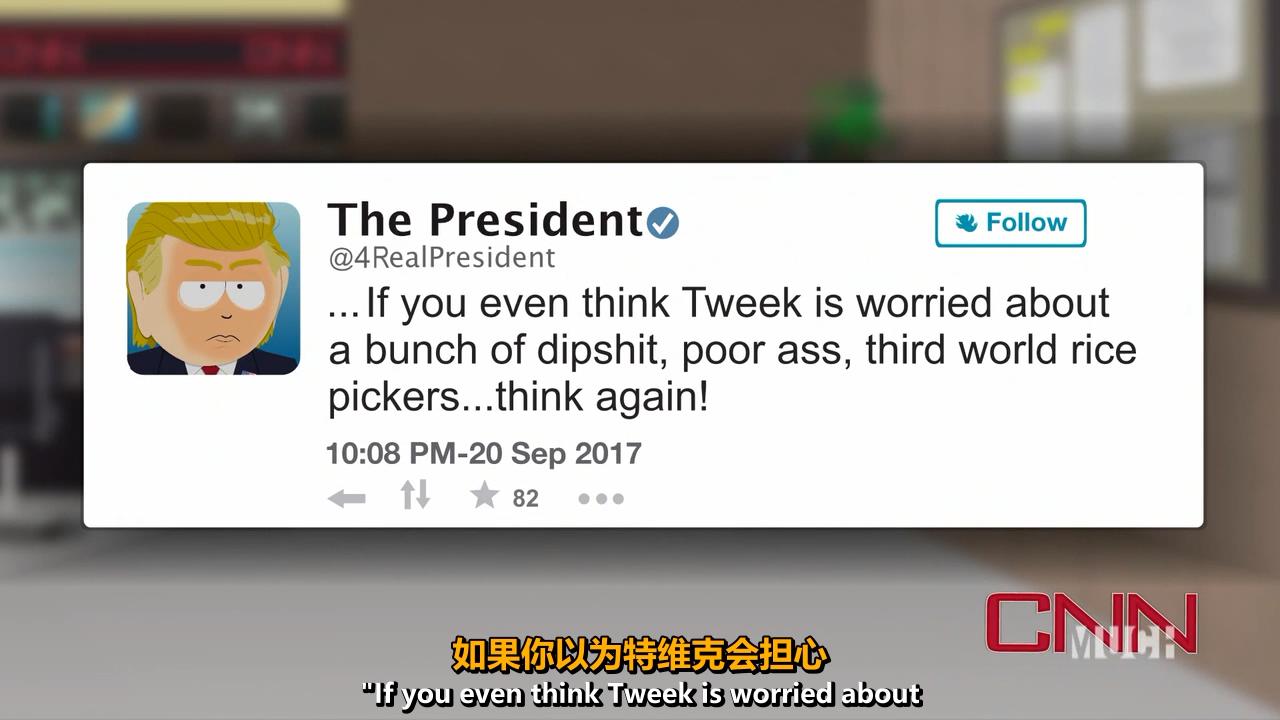 The President
@4RealPresident
Follow
...If you even think Tweek is worried about
a bunch of dipshit, poor ass, third world rice
pickers...think again!
10:08 PM-20 Sep 2017
82
CNN
MUCH
如果你以为特维克会担心
"If you even think Tweek is worried about